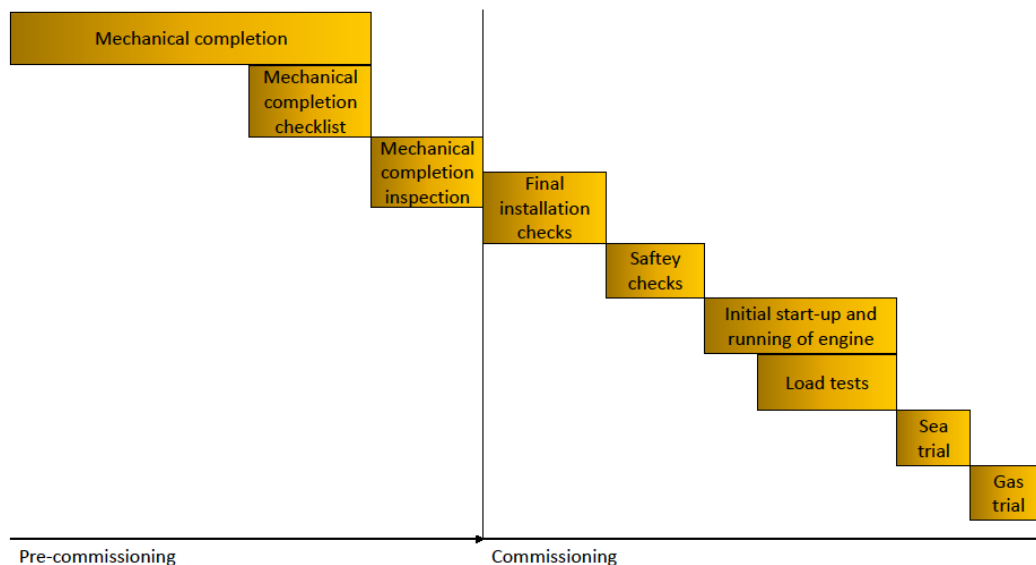 Mechanical completion
Mechanical
completion
checklist
Mechanical
completion
inspection
Final
installation
checks
Saftey
checks
Initial start-up and
running of engine
Load tests
Sea
trial
Gas
trial
Pre-commissioning
Commissioning